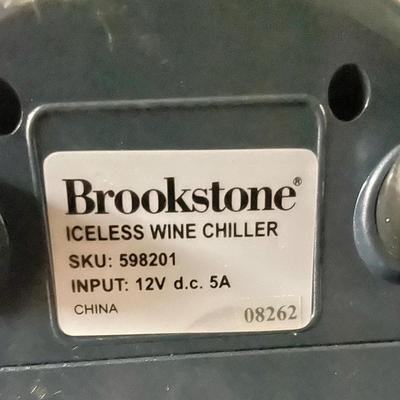 Brookstone®
ICELESS WINE CHILLER
SKU: 598201
INPUT: 12V d.c. 5A
CHINA
08262